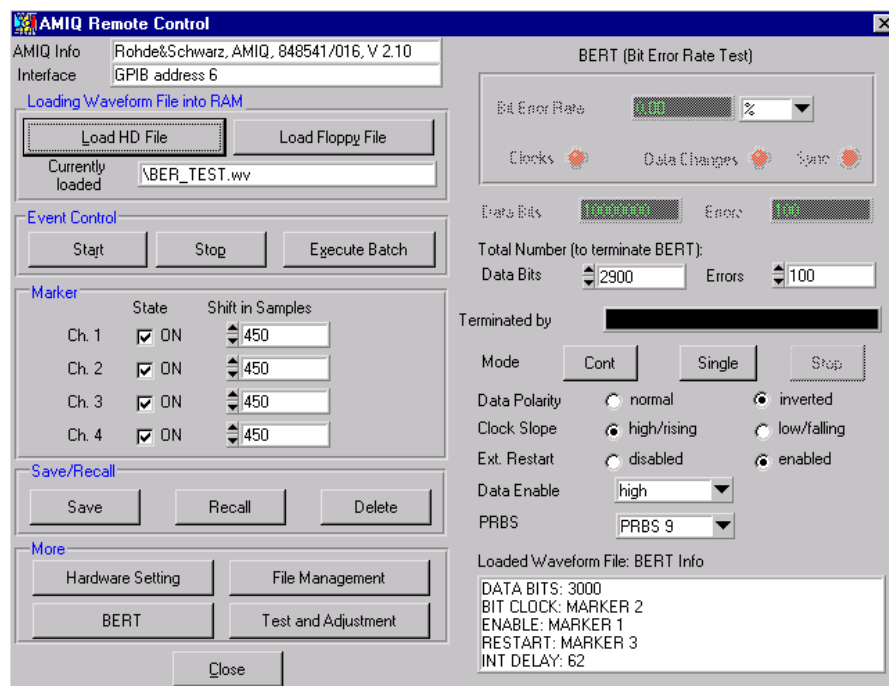 AMIQ Remote Control
AMIQ Info Rohde&Schwarz, AMIQ, 848541/016, V 2.10
Interface GPIB address 6
Loading Waveform File into RAM
Load HD File Load Floppy File
Currently loaded \BER_TEST.wv
Event Control
Start Stop Execute Batch
Marker
State Shift in Samples
Ch. 1 ON 450
Ch. 2 ON 450
Ch. 3 ON 450
Ch. 4 ON 450
Save/Recall
Save Recall Delete
More
Hardware Setting File Management
BERT Test and Adjustment
Close
BERT (Bit Error Rate Test)
Bit Error Rate 0.00 %
Clocks Data Changes Sync
Data Bits 10000000 Errors 100
Total Number (to terminate BERT):
Data Bits 2900 Errors 100
Terminated by
Mode Cont Single Stop
Data Polarity normal inverted
Clock Slope high/rising low/falling
Ext. Restart disabled enabled
Data Enable high
PRBS PRBS 9
Loaded Waveform File: BERT Info
DATA BITS: 3000
BIT CLOCK: MARKER 2
ENABLE: MARKER 1
RESTART: MARKER 3
INT DELAY: 62